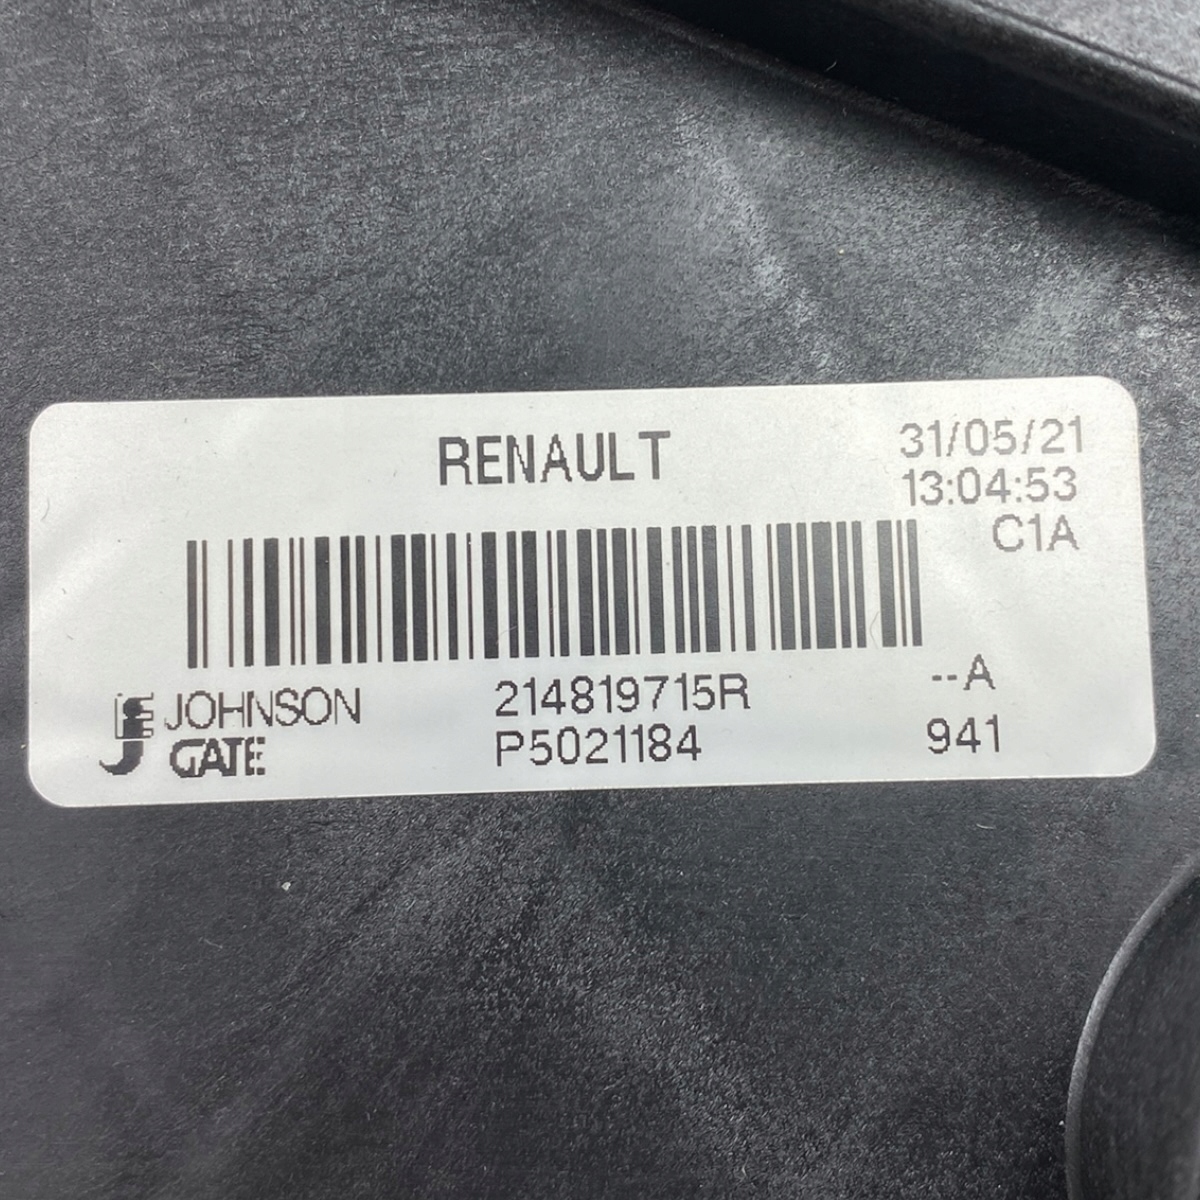 RENAULT
31/05/21
13:04:53
C1A
JOHNSON
GATE
214819715R
P5021184
--A
941